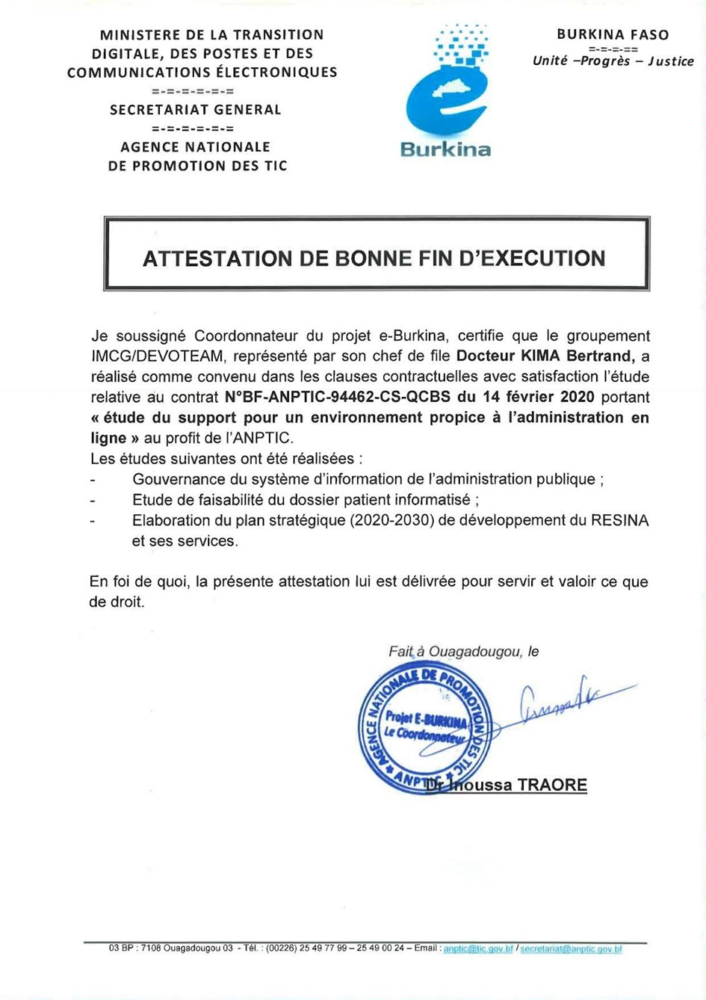 MINISTERE DE LA TRANSITION
DIGITALE, DES POSTES ET DES
COMMUNICATIONS ÉLECTRONIQUES
=-=-=-=-=-=
SECRETARIAT GENERAL
=-=-=-=-=-=
AGENCE NATIONALE
DE PROMOTION DES TIC
e
Burkina
BURKINA FASO
=-=-=-==
Unité –Progrès – Justice
ATTESTATION DE BONNE FIN D'EXECUTION
Je soussigné Coordonnateur du projet e-Burkina, certifie que le groupement
IMCG/DEVOTEAM, représenté par son chef de file Docteur KIMA Bertrand, a
réalisé comme convenu dans les clauses contractuelles avec satisfaction l'étude
relative au contrat N°BF-ANPTIC-94462-CS-QCBS du 14 février 2020 portant
« étude du support pour un environnement propice à l'administration en
ligne » au profit de l'ANPTIC.
Les études suivantes ont été réalisées :
- Gouvernance du système d'information de l'administration publique ;
- Etude de faisabilité du dossier patient informatisé ;
- Elaboration du plan stratégique (2020-2030) de développement du RESINA
et ses services.
En foi de quoi, la présente attestation lui est délivrée pour servir et valoir ce que
de droit.
Fait à Ouagadougou, le
AGENCE NATIONALE DE PROMOTION DES TIC
Projet E-BURKINA
Le Coordonnateur
★ ANPTIC ★
Dr Inoussa TRAORE
03 BP : 7108 Ouagadougou 03 - Tél. : (00226) 25 49 77 99 – 25 49 00 24 – Email : anptic@tic.gov.bf / secretariat@anptic.gov.bf